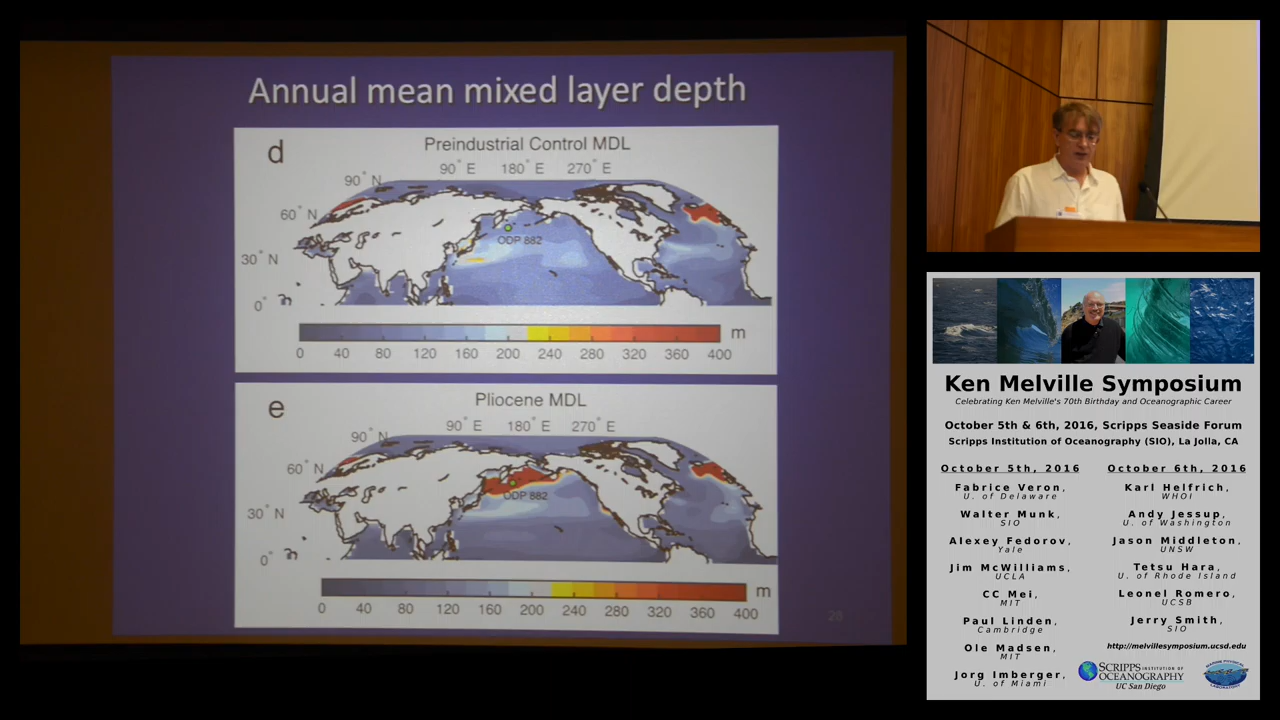 Annual mean mixed layer depth
d
Preindustrial Control MDL
90° E 180° E 270° E
90° N
60° N
30° N
0°
ODP 882
m
0 40 80 120 160 200 240 280 320 360 400
e
Pliocene MDL
90° E 180° E 270° E
90° N
60° N
30° N
0°
ODP 882
m
0 40 80 120 160 200 240 280 320 360 400
28
Ken Melville Symposium
Celebrating Ken Melville's 70th Birthday and Oceanographic Career
October 5th & 6th, 2016, Scripps Seaside Forum
Scripps Institution of Oceanography (SIO), La Jolla, CA
October 5th, 2016
Fabrice Veron,
U. of Delaware
Walter Munk,
SIO
Alexey Fedorov,
Yale
Jim McWilliams,
UCLA
CC Mei,
MIT
Paul Linden,
Cambridge
Ole Madsen,
MIT
Jorg Imberger,
U. of Miami
October 6th, 2016
Karl Helfrich,
WHOI
Andy Jessup,
U. of Washington
Jason Middleton,
UNSW
Tetsu Hara,
U. of Rhode Island
Leonel Romero,
UCSB
Jerry Smith,
SIO
http://melvillesymposium.ucsd.edu
SCRIPPS INSTITUTION OF
OCEANOGRAPHY
UC San Diego